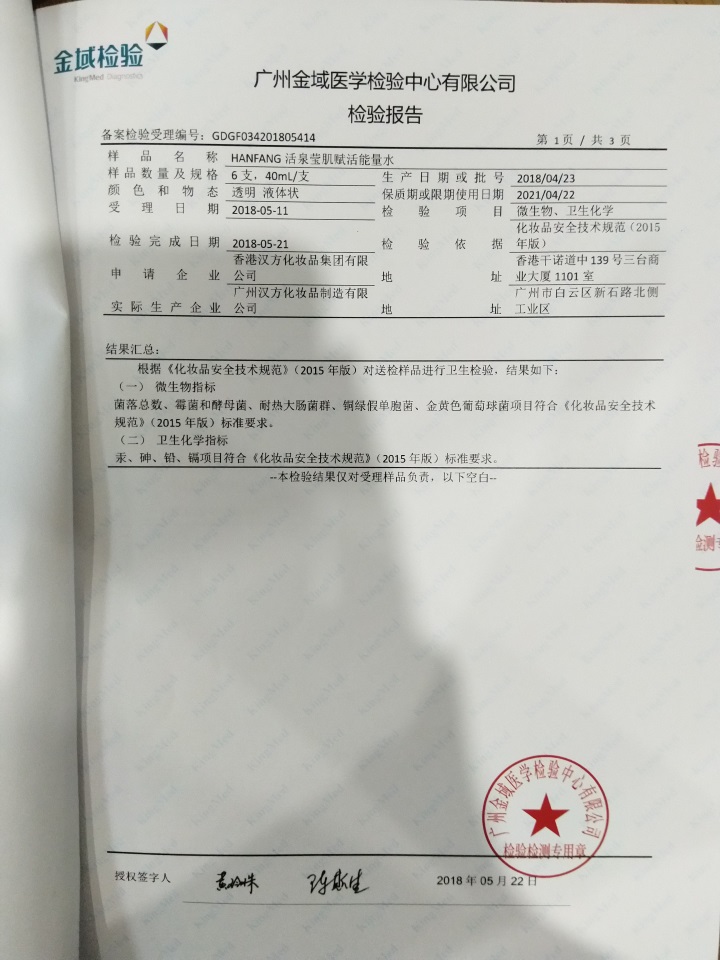 金域检验
KingMed Diagnostics
广州金域医学检验中心有限公司
检验报告
备案检验受理编号：GDGF034201805414 第 1 页 / 共 3 页
样品名称 HANFANG 活泉莹肌赋活能量水
样品数量及规格 6 支，40mL/支 生产日期或批号 2018/04/23
颜色和物态 透明 液体状 保质期或限期使用日期 2021/04/22
受理日期 2018-05-11 检验项目 微生物、卫生化学
检验完成日期 2018-05-21 检验依据 化妆品安全技术规范（2015
年版）
申请企业 香港汉方化妆品集团有限 地址 香港干诺道中 139 号三台商
公司 业大厦 1101 室
实际生产企业 广州汉方化妆品制造有限 地址 广州市白云区新石路北侧
公司 工业区
结果汇总：
根据《化妆品安全技术规范》（2015 年版）对送检样品进行卫生检验，结果如下：
（一） 微生物指标
菌落总数、霉菌和酵母菌、耐热大肠菌群、铜绿假单胞菌、金黄色葡萄球菌项目符合《化妆品安全技术
规范》（2015 年版）标准要求。
（二） 卫生化学指标
汞、砷、铅、镉项目符合《化妆品安全技术规范》（2015 年版）标准要求。
--本检验结果仅对受理样品负责，以下空白--
检验
检测专
广州金域医学检验中心有限公司
检验检测专用章
授权签字人
2018 年 05 月 22 日